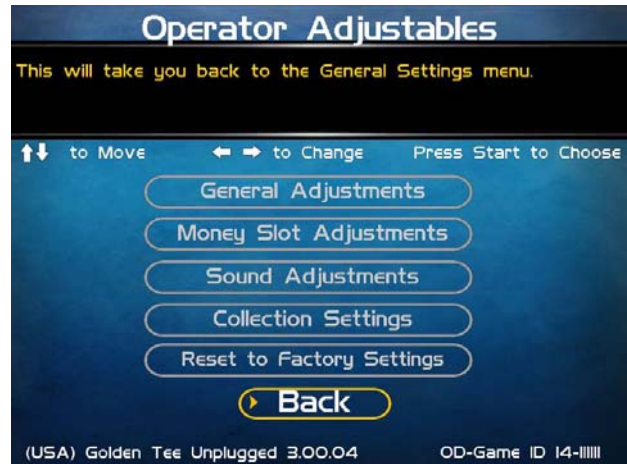 Operator Adjustables
This will take you back to the General Settings menu.
to Move to Change Press Start to Choose
General Adjustments
Money Slot Adjustments
Sound Adjustments
Collection Settings
Reset to Factory Settings
Back
(USA) Golden Tee Unplugged 3.00.04 OD-Game ID 14-111111